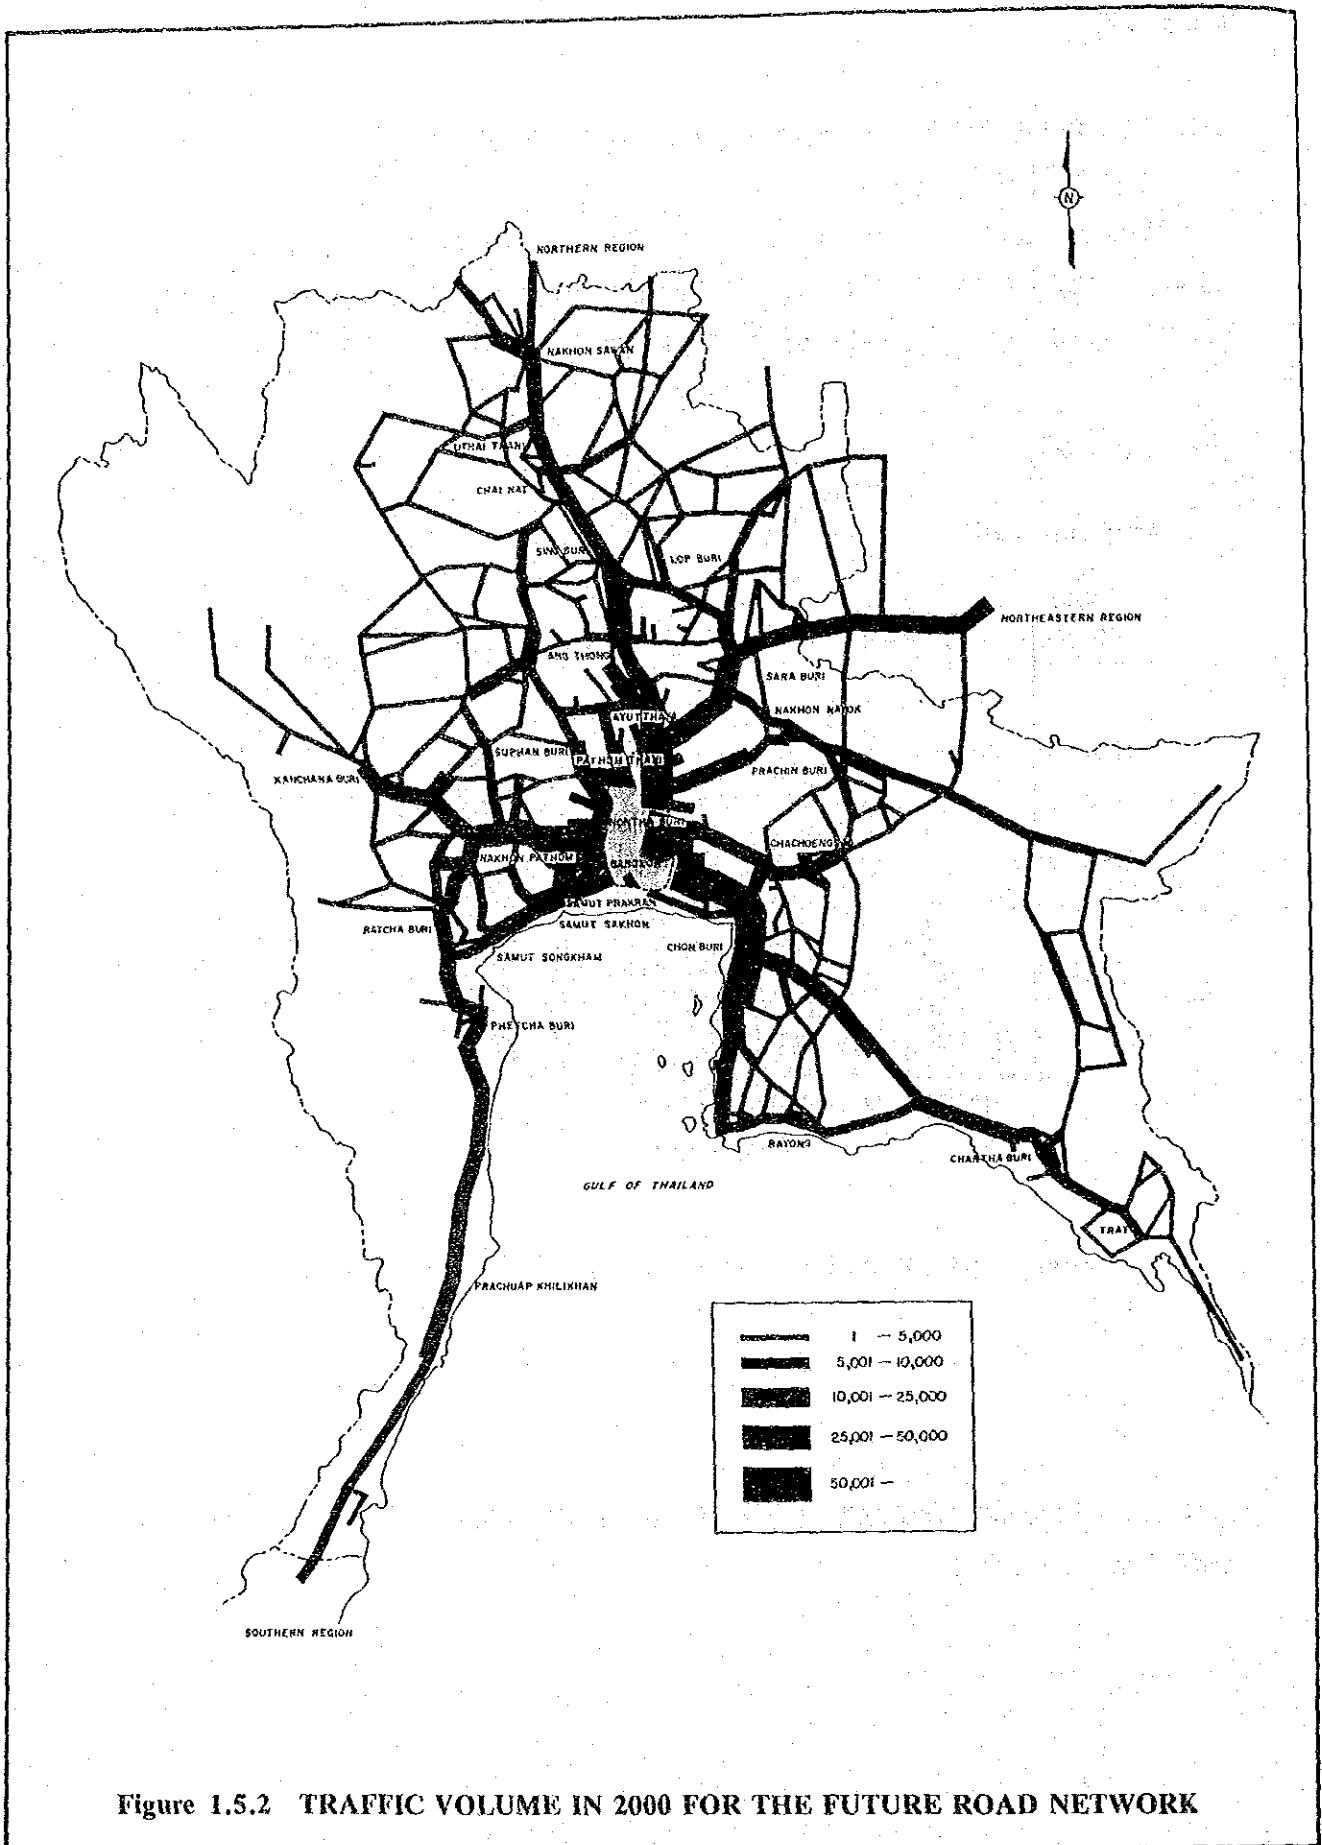 N
NORTHERN REGION
NAKHON SAWAN
UTHAI THANI
CHAI NAT
SING BURI
LOP BURI
NORTHEASTERN REGION
ANG THONG
SARA BURI
NAKHON NAYOK
AYUTTHAYA
SUPHAN BURI
PATHUM THANI
PRACHIN BURI
KANCHANA BURI
NONTHA BURI
CHACHOENGSAO
NAKHON PATHOM
BANGKOK
SAMUT PRAKRAN
RATCHA BURI
SAMUT SAKHON
CHON BURI
SAMUT SONGKHAM
PHETCHA BURI
RAYONG
CHANTHA BURI
GULF OF THAILAND
TRAT
PRACHUAP KHILIKHAN
1 – 5,000
5,001 – 10,000
10,001 – 25,000
25,001 – 50,000
50,001 –
SOUTHERN REGION
Figure 1.5.2 TRAFFIC VOLUME IN 2000 FOR THE FUTURE ROAD NETWORK